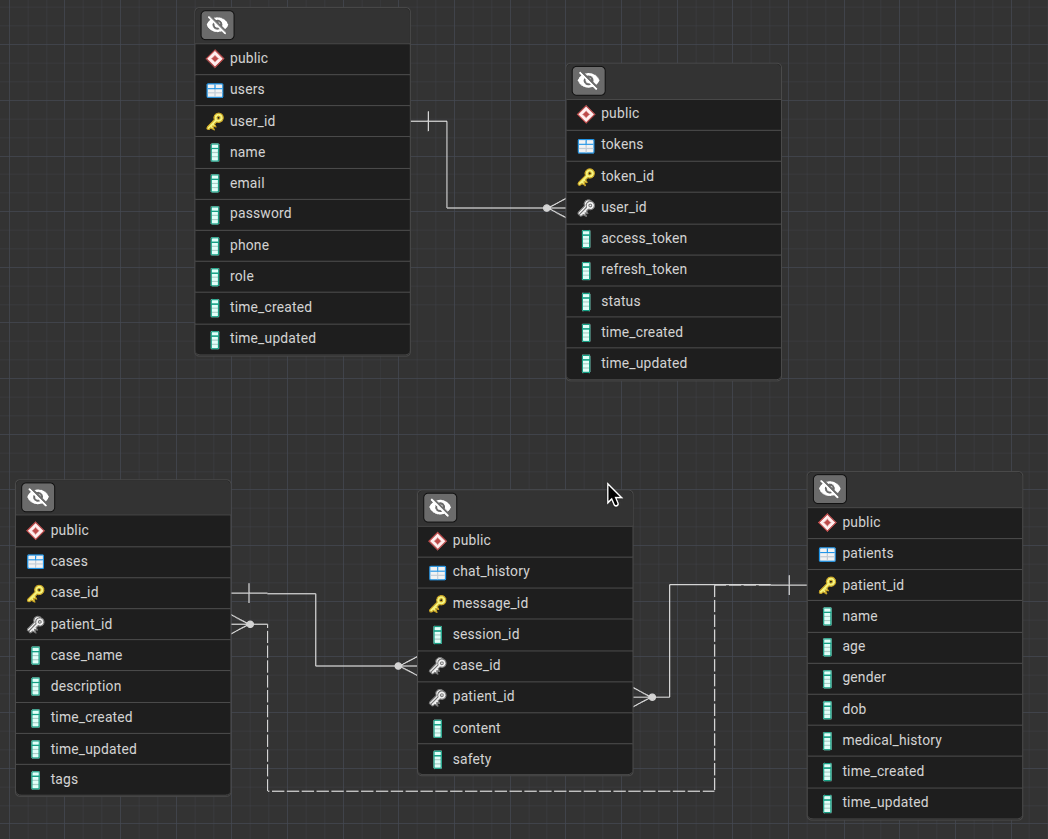 public
users
user_id
name
email
password
phone
role
time_created
time_updated
public
tokens
token_id
user_id
access_token
refresh_token
status
time_created
time_updated
public
cases
case_id
patient_id
case_name
description
time_created
time_updated
tags
public
chat_history
message_id
session_id
case_id
patient_id
content
safety
public
patients
patient_id
name
age
gender
dob
medical_history
time_created
time_updated